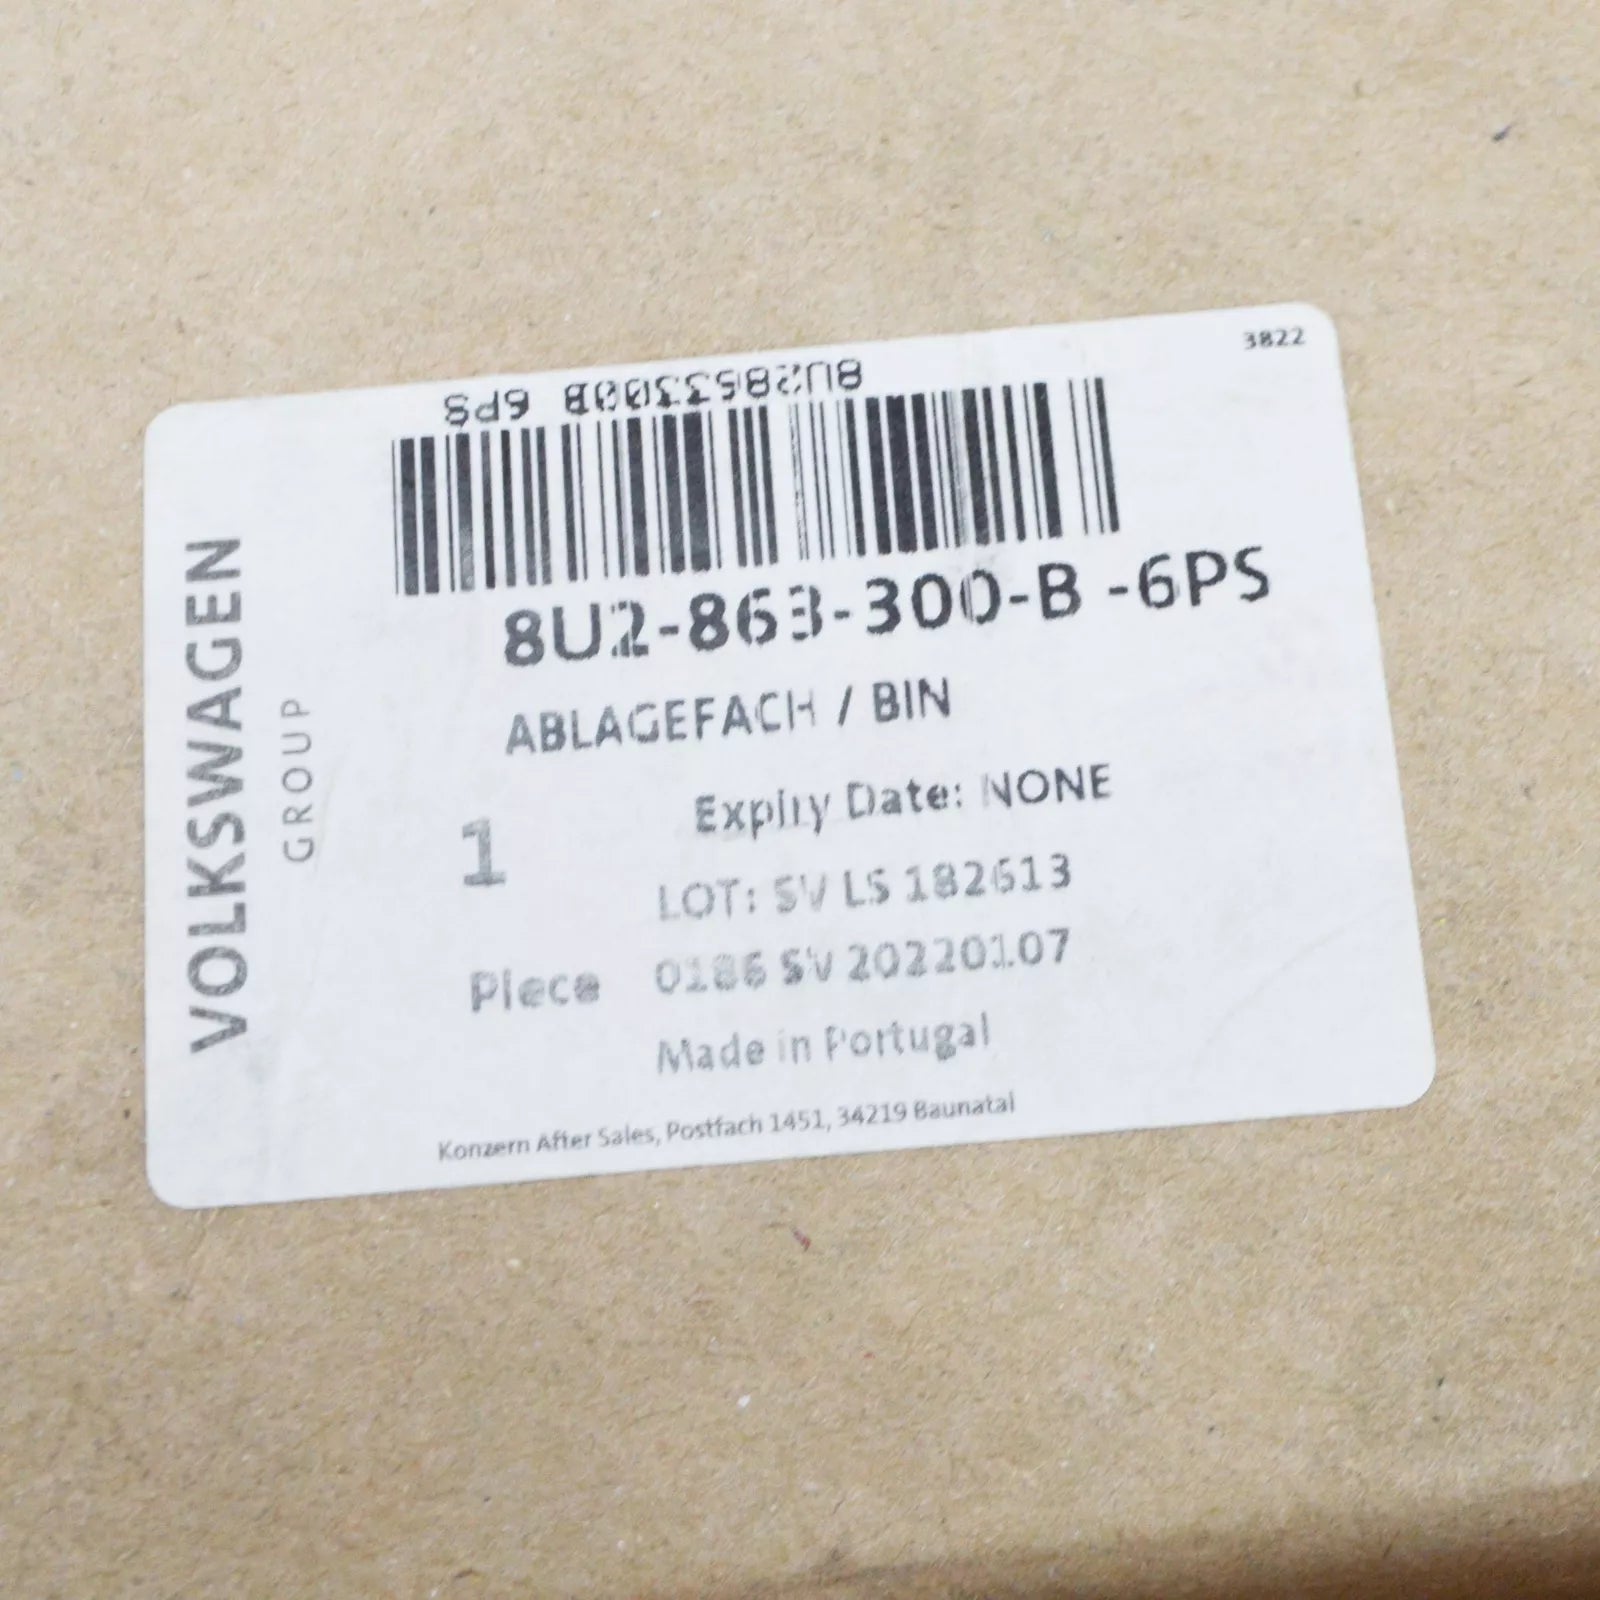 3822
8U2863300B 6PS
8U2-863-300-B -6PS
ABLAGEFACH / BIN
Expiry Date: NONE
1
LOT: SV LS 182613
Piece 0186 SV 20220107
Made in Portugal
Konzern After Sales, Postfach 1451, 34219 Baunatal
VOLKSWAGEN
GROUP